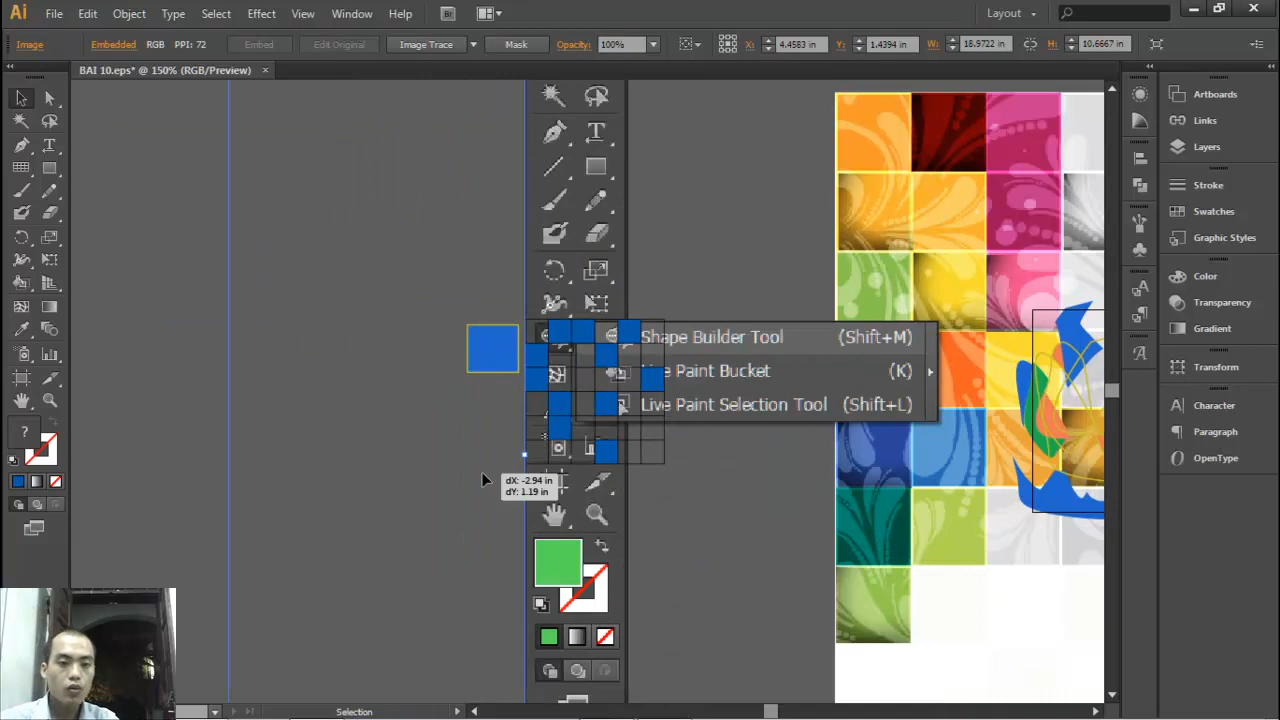 Ai File Edit Object Type Select Effect View Window Help Br Layout
Image Embedded RGB PPI: 72 Embed Edit Original Image Trace Mask Opacity: 100% X: 4.4583 in Y: 1.4394 in W: 18.9722 in H: 10.6667 in
BAI 10.eps* @ 150% (RGB/Preview) ×
Artboards
Links
Layers
Stroke
Swatches
Graphic Styles
Color
Transparency
Gradient
Transform
Character
Paragraph
OpenType
Shape Builder Tool (Shift+M)
Paint Bucket (K)
Live Paint Selection Tool (Shift+L)
dX: -2.94 in
dY: 1.19 in
?
Selection